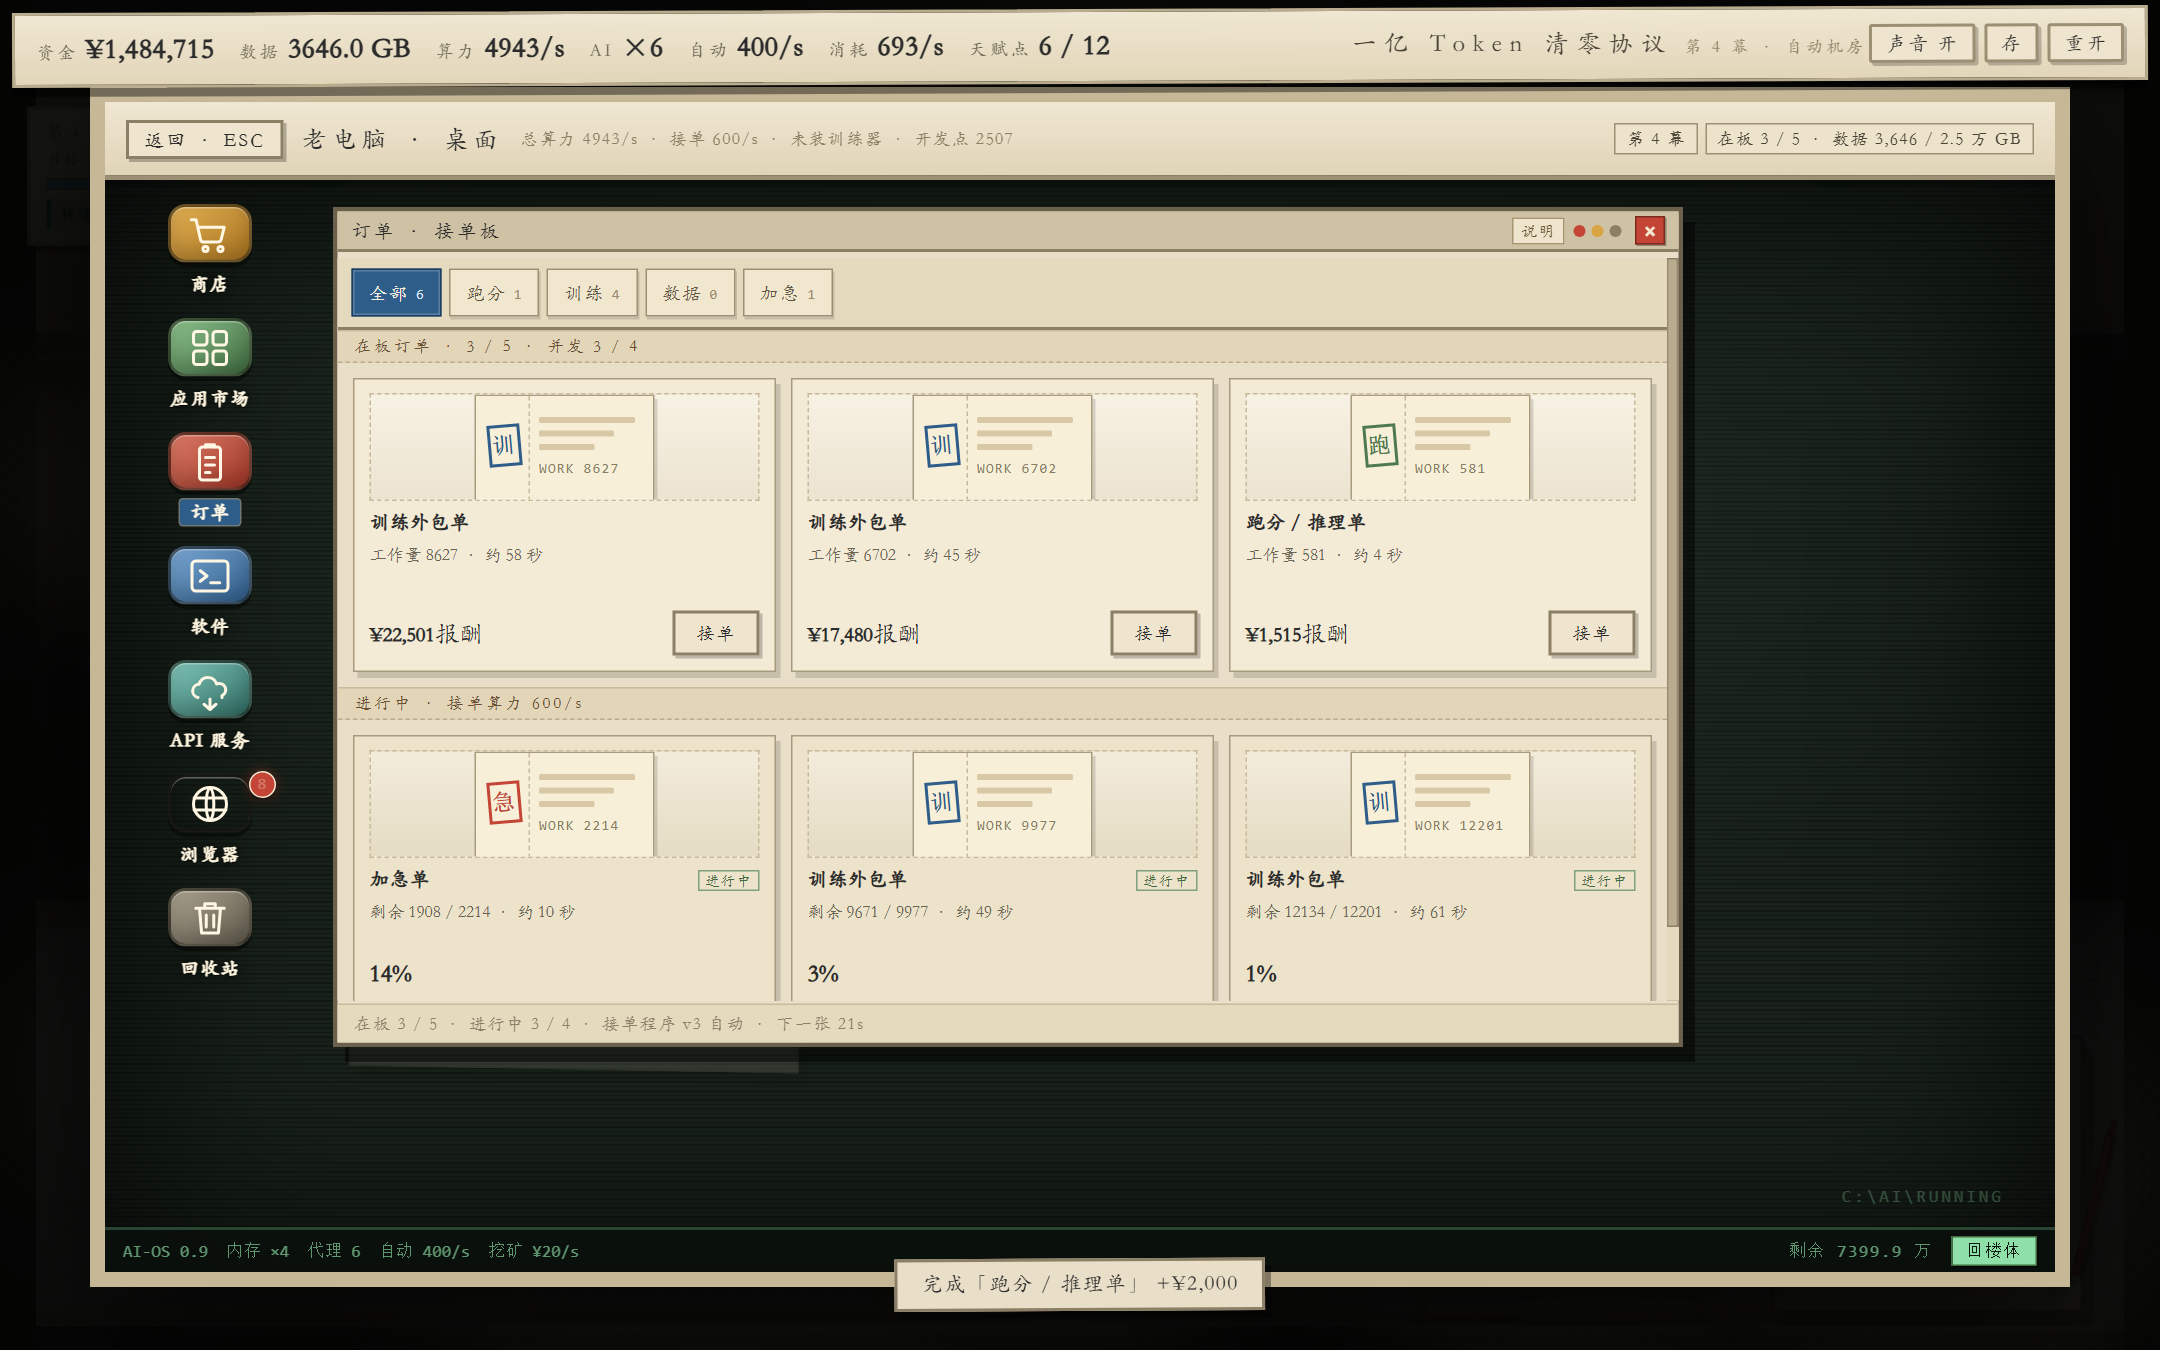 资金 ¥1,484,715 数据 3646.0 GB 算力 4943/s AI ×6 自动 400/s 消耗 693/s 天赋点 6 / 12 一亿 Token 清零协议 第 4 幕 · 自动机房 声音 开 存 重开
返回 · ESC 老电脑 · 桌面 总算力 4943/s · 接单 600/s · 未装训练器 · 开发点 2507 第 4 幕 在板 3 / 5 · 数据 3,646 / 2.5 万 GB
商店
应用市场
订单
软件
API 服务
8
浏览器
回收站
订单 · 接单板 说明 ×
全部 6 跑分 1 训练 4 数据 0 加急 1
在板订单 · 3 / 5 · 并发 3 / 4
训 WORK 8627
训练外包单
工作量 8627 · 约 58 秒
¥22,501报酬 接单
训 WORK 6702
训练外包单
工作量 6702 · 约 45 秒
¥17,480报酬 接单
跑 WORK 581
跑分 / 推理单
工作量 581 · 约 4 秒
¥1,515报酬 接单
进行中 · 接单算力 600/s
急 WORK 2214
加急单 进行中
剩余 1908 / 2214 · 约 10 秒
14%
训 WORK 9977
训练外包单 进行中
剩余 9671 / 9977 · 约 49 秒
3%
训 WORK 12201
训练外包单 进行中
剩余 12134 / 12201 · 约 61 秒
1%
在板 3 / 5 · 进行中 3 / 4 · 接单程序 v3 自动 · 下一张 21s
C:\AI\RUNNING
AI-OS 0.9 内存 ×4 代理 6 自动 400/s 挖矿 ¥20/s 剩余 7399.9 万 回楼体
完成「跑分 / 推理单」 +¥2,000